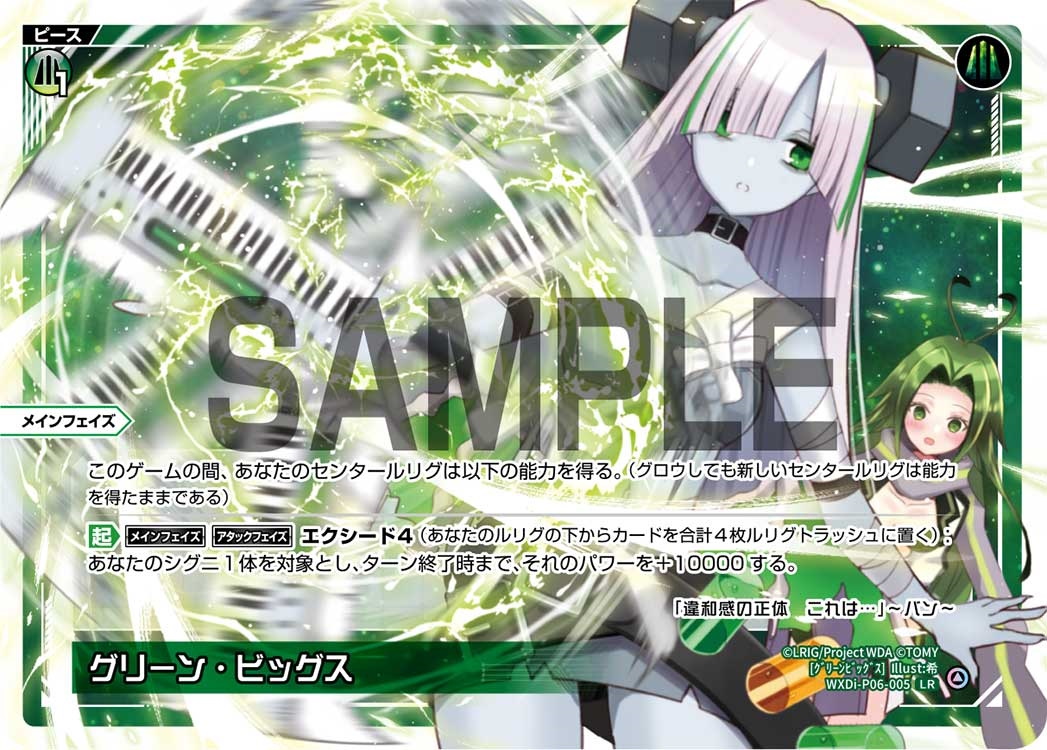 ピース
1
SAMPLE
メインフェイズ
このゲームの間、あなたのセンタールリグは以下の能力を得る。（グロウしても新しいセンタールリグは能力
を得たままである）
起 メインフェイズ アタックフェイズ エクシード4（あなたのルリグの下からカードを合計4枚ルリグトラッシュに置く）：
あなたのシグニ1体を対象とし、ターン終了時まで、それのパワーを＋10000する。
「違和感の正体　これは…」～バン～
グリーン・ビッグス
©LRIG/Project WDA ©TOMY
[ｸﾞﾘｰﾝﾋﾞｯｸﾞｽ] Illust:希
WXDi-P06-005 LR